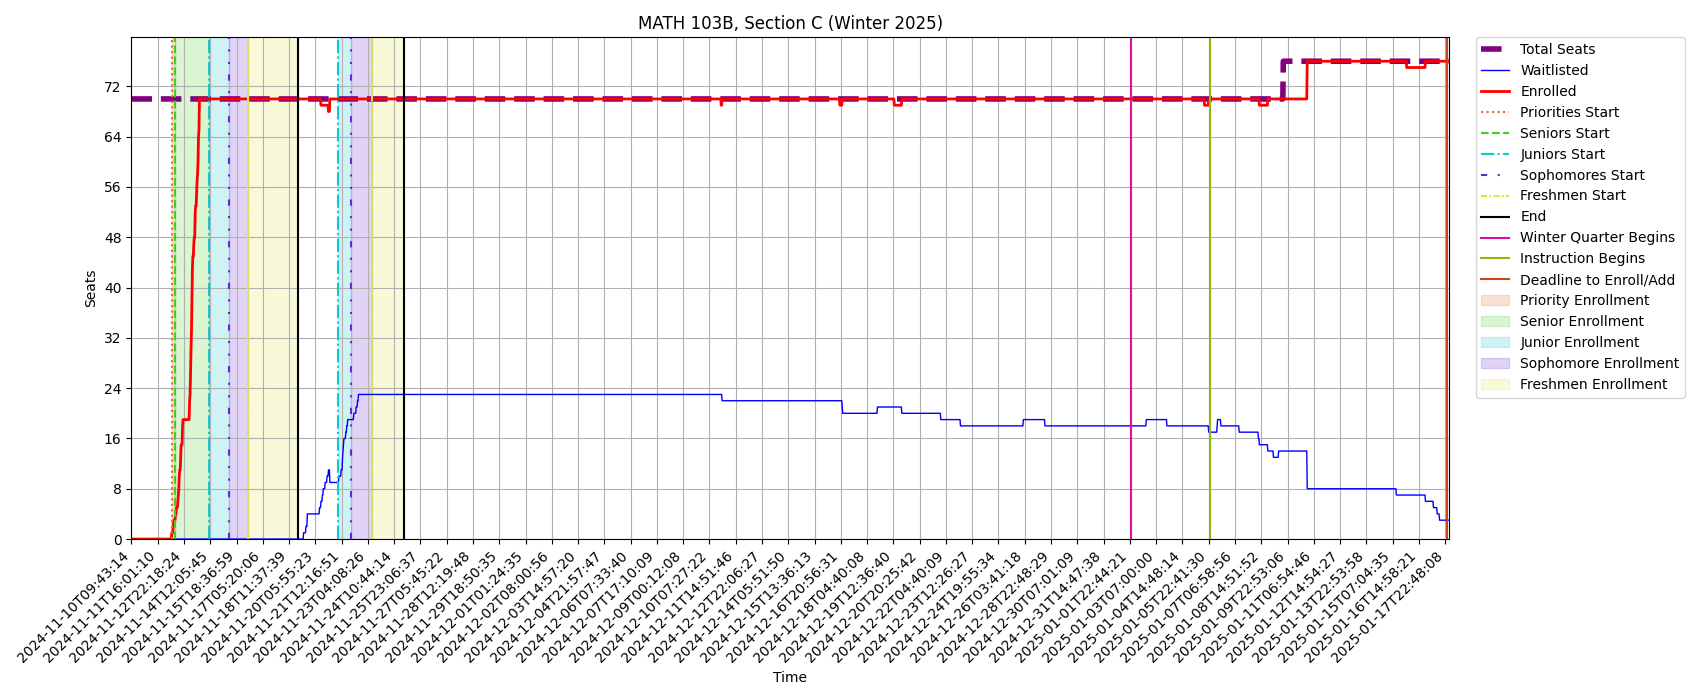 MATH 103B, Section C (Winter 2025)
Seats
72
64
56
48
40
32
24
16
8
0
2024-11-10T09:43:14
2024-11-11T16:01:10
2024-11-12T22:18:24
2024-11-14T12:05:45
2024-11-15T18:36:59
2024-11-17T05:20:06
2024-11-18T11:37:39
2024-11-20T05:55:23
2024-11-21T12:16:51
2024-11-23T04:08:26
2024-11-24T10:44:14
2024-11-25T23:06:37
2024-11-27T05:45:22
2024-11-28T12:19:48
2024-11-29T18:50:35
2024-12-01T01:24:35
2024-12-02T08:00:56
2024-12-03T14:57:20
2024-12-04T21:57:47
2024-12-06T07:33:40
2024-12-07T17:10:09
2024-12-09T00:12:08
2024-12-10T07:27:22
2024-12-11T14:51:46
2024-12-12T22:06:27
2024-12-14T05:51:50
2024-12-15T13:36:13
2024-12-16T20:56:31
2024-12-18T04:40:08
2024-12-19T12:36:40
2024-12-20T20:25:42
2024-12-22T04:40:09
2024-12-23T12:26:27
2024-12-24T19:55:34
2024-12-26T03:41:18
2024-12-28T22:48:29
2024-12-30T07:01:09
2024-12-31T14:47:38
2025-01-01T22:44:21
2025-01-03T07:00:00
2025-01-04T14:48:14
2025-01-05T22:41:30
2025-01-07T06:58:56
2025-01-08T14:51:52
2025-01-09T22:53:06
2025-01-11T06:54:46
2025-01-12T14:54:27
2025-01-13T22:53:58
2025-01-15T07:04:35
2025-01-16T14:58:21
2025-01-17T22:48:08
Time
Total Seats
Waitlisted
Enrolled
Priorities Start
Seniors Start
Juniors Start
Sophomores Start
Freshmen Start
End
Winter Quarter Begins
Instruction Begins
Deadline to Enroll/Add
Priority Enrollment
Senior Enrollment
Junior Enrollment
Sophomore Enrollment
Freshmen Enrollment